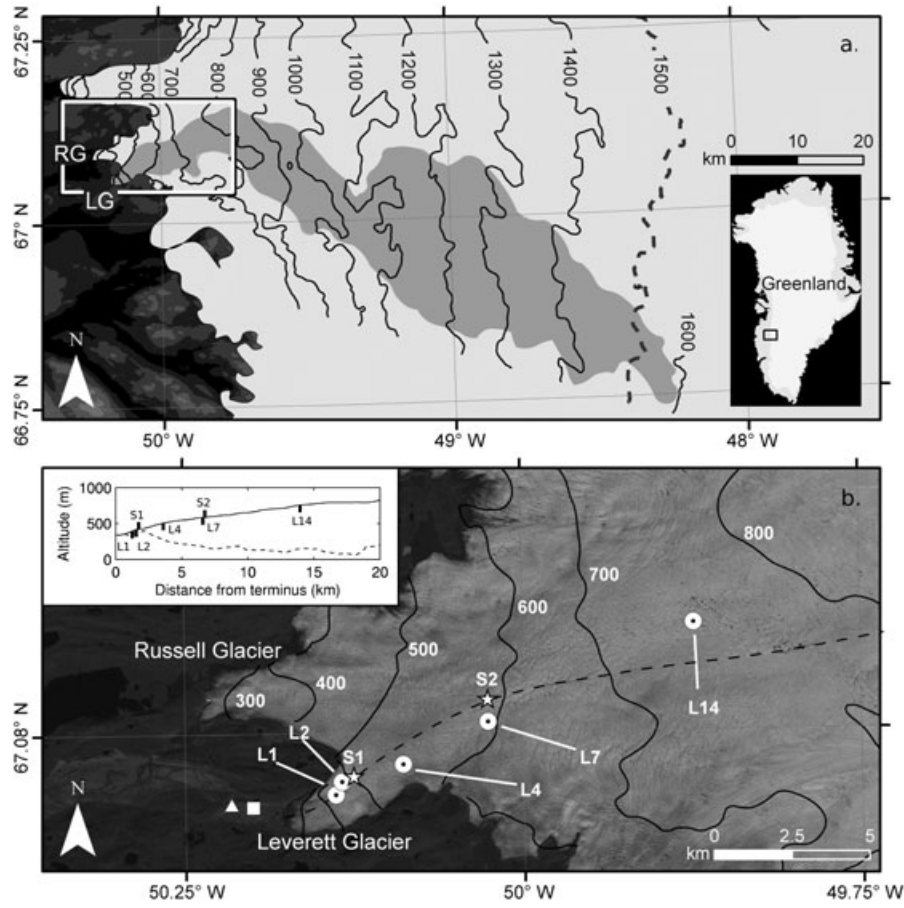 a.
67.25° N
67° N
66.75° N
500
600
700
800
900
1000
1100
1200
1300
1400
1500
1600
RG
LG
0 10 20
km
Greenland
N
50° W
49° W
48° W
b.
1000
500
0
Altitude (m)
S1
S2
L1
L2
L4
L7
L14
0 5 10 15 20
Distance from terminus (km)
Russell Glacier
300
400
500
600
700
800
67.08° N
L1
L2
S1
S2
L4
L7
L14
Leverett Glacier
N
0 2.5 5
km
50.25° W
50° W
49.75° W